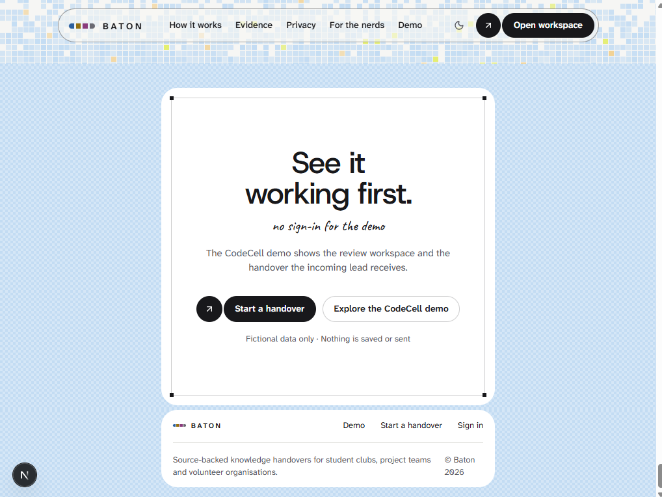 BATON How it works Evidence Privacy For the nerds Demo Open workspace
See it
working first.
no sign-in for the demo
The CodeCell demo shows the review workspace and the
handover the incoming lead receives.
Start a handover Explore the CodeCell demo
Fictional data only · Nothing is saved or sent
BATON Demo Start a handover Sign in
Source-backed knowledge handovers for student clubs, project teams
and volunteer organisations.
© Baton
2026
N